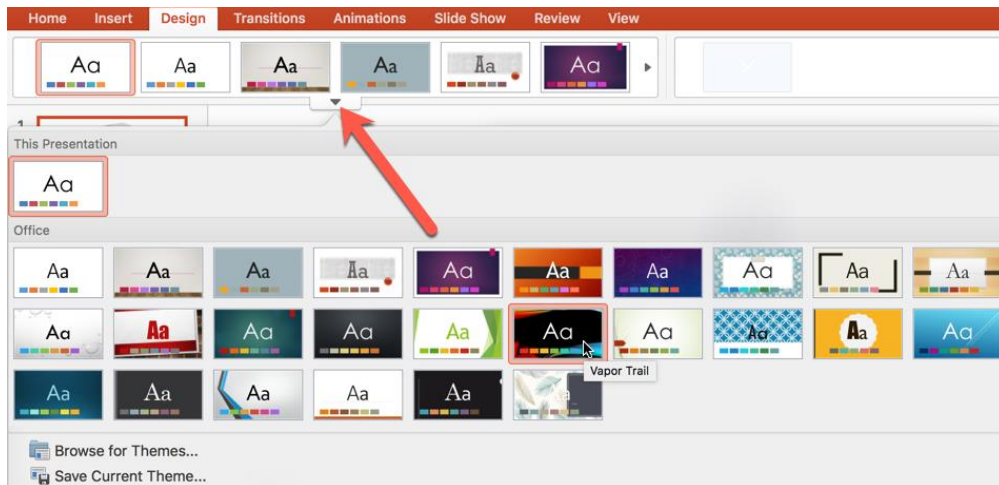 Home Insert Design Transitions Animations Slide Show Review View
Aa Aa Aa Aa Aa Aa
1
This Presentation
Aa
Office
Aa Aa Aa Aa Aa Aa Aa Aa Aa Aa
Aa Aa Aa Aa Aa Aa Aa Aa Aa Aa
Vapor Trail
Aa Aa Aa Aa Aa Aa
Browse for Themes...
Save Current Theme...